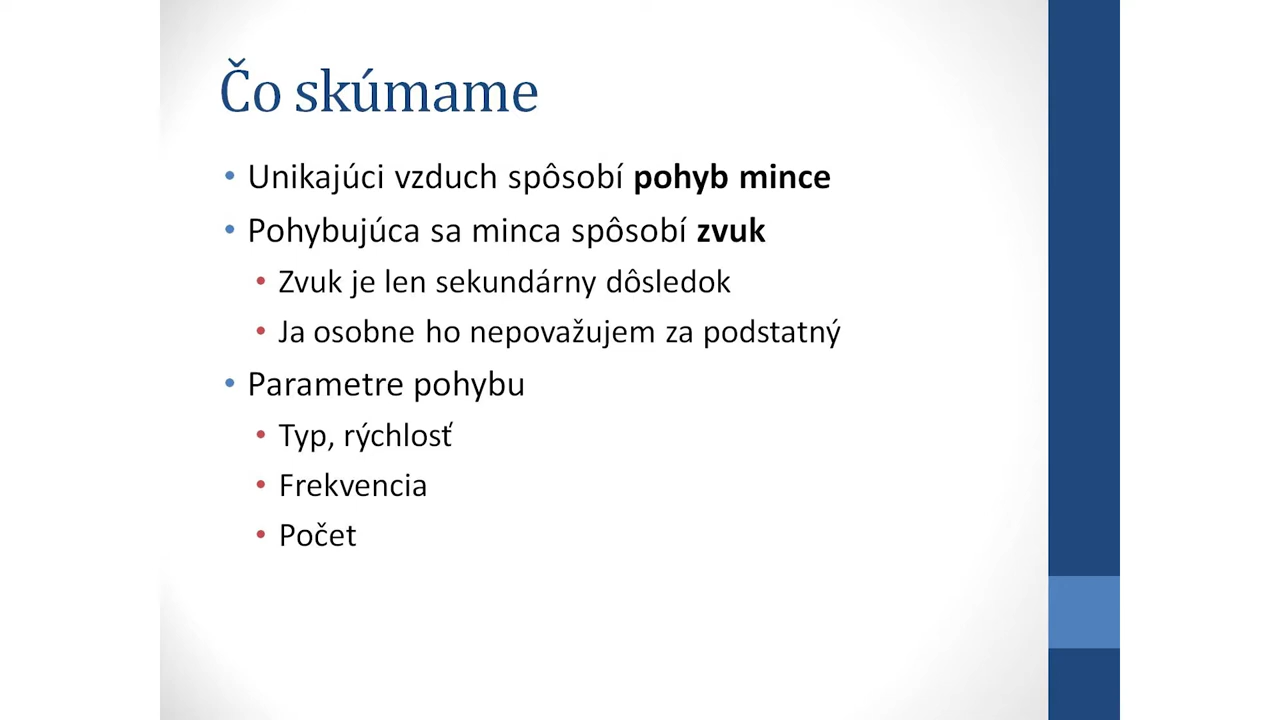 Čo skúmame
• Unikajúci vzduch spôsobí pohyb mince
• Pohybujúca sa minca spôsobí zvuk
• Zvuk je len sekundárny dôsledok
• Ja osobne ho nepovažujem za podstatný
• Parametre pohybu
• Typ, rýchlosť
• Frekvencia
• Počet